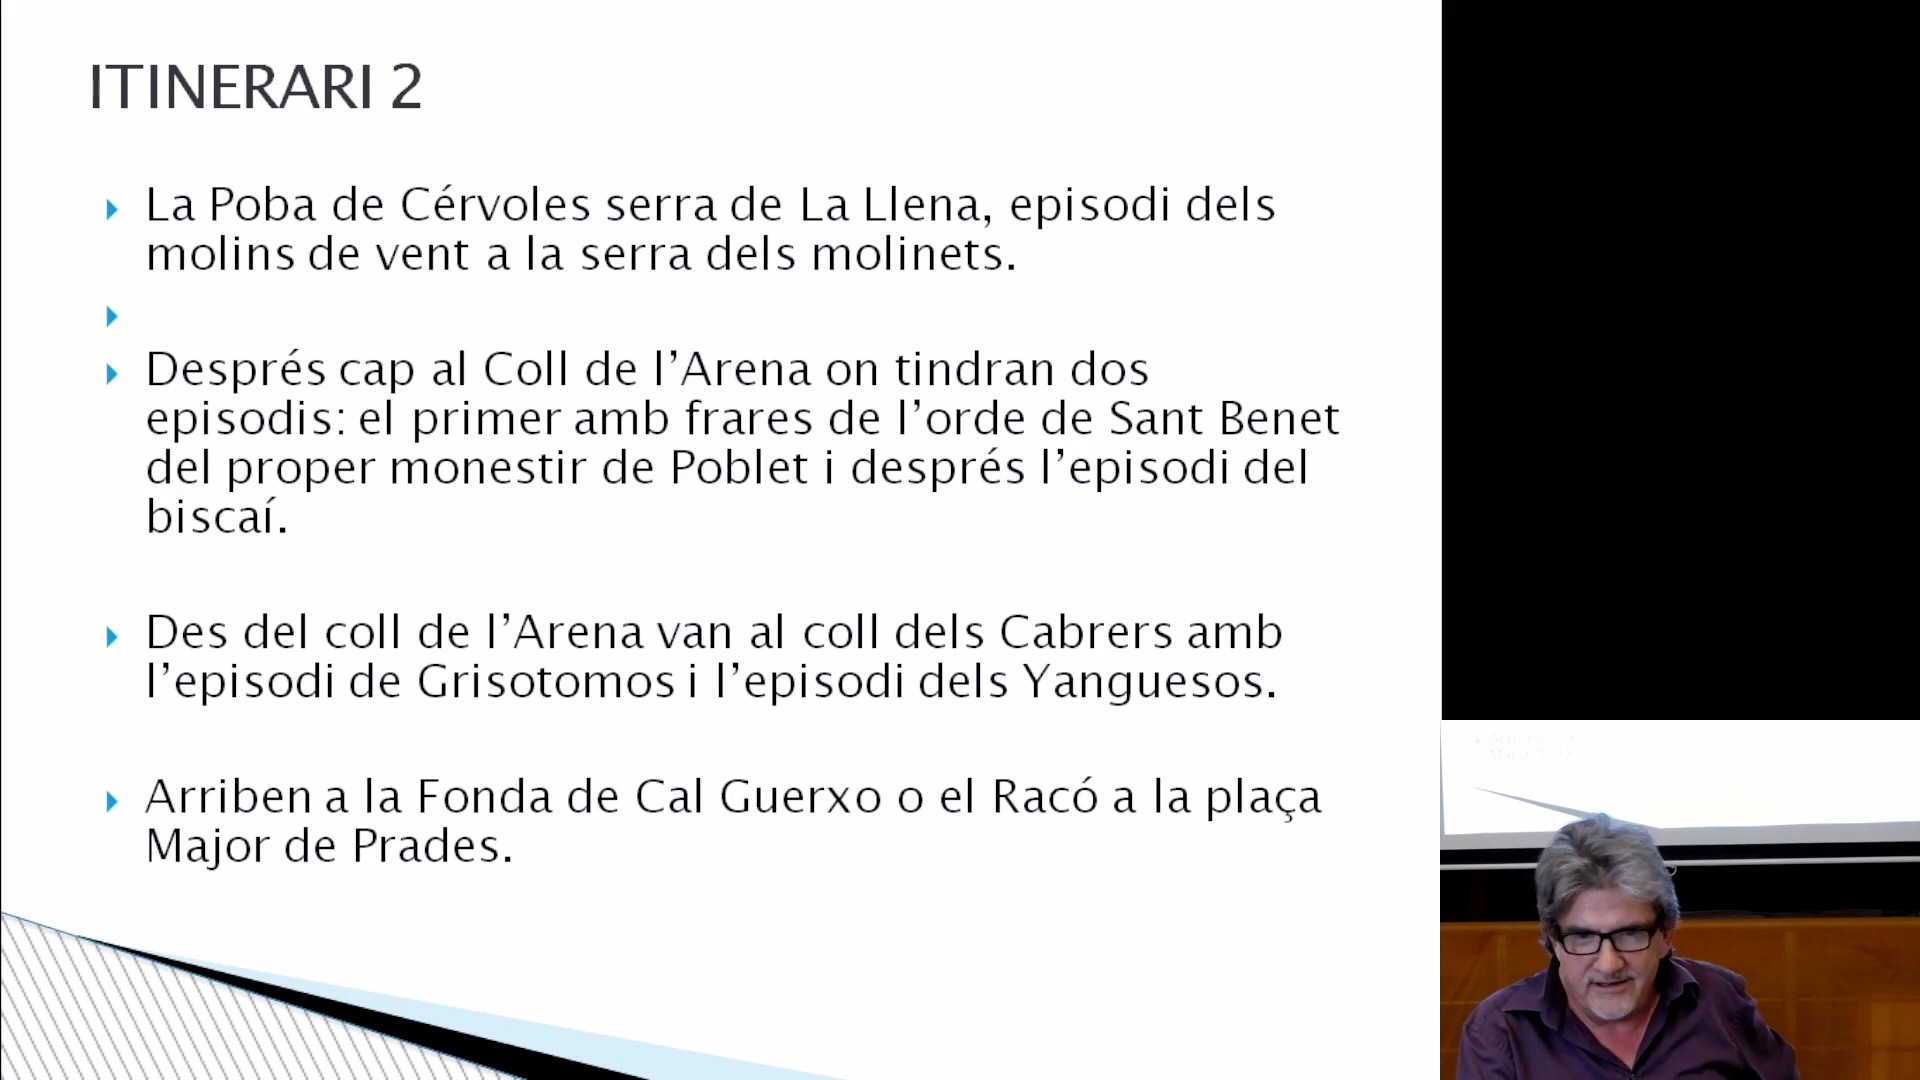 ITINERARI 2
La Poba de Cérvoles serra de La Llena, episodi dels
molins de vent a la serra dels molinets.
Després cap al Coll de l’Arena on tindran dos
episodis: el primer amb frares de l’orde de Sant Benet
del proper monestir de Poblet i després l’episodi del
biscaí.
Des del coll de l’Arena van al coll dels Cabrers amb
l’episodi de Grisotomos i l’episodi dels Yanguesos.
Arriben a la Fonda de Cal Guerxo o el Racó a la plaça
Major de Prades.